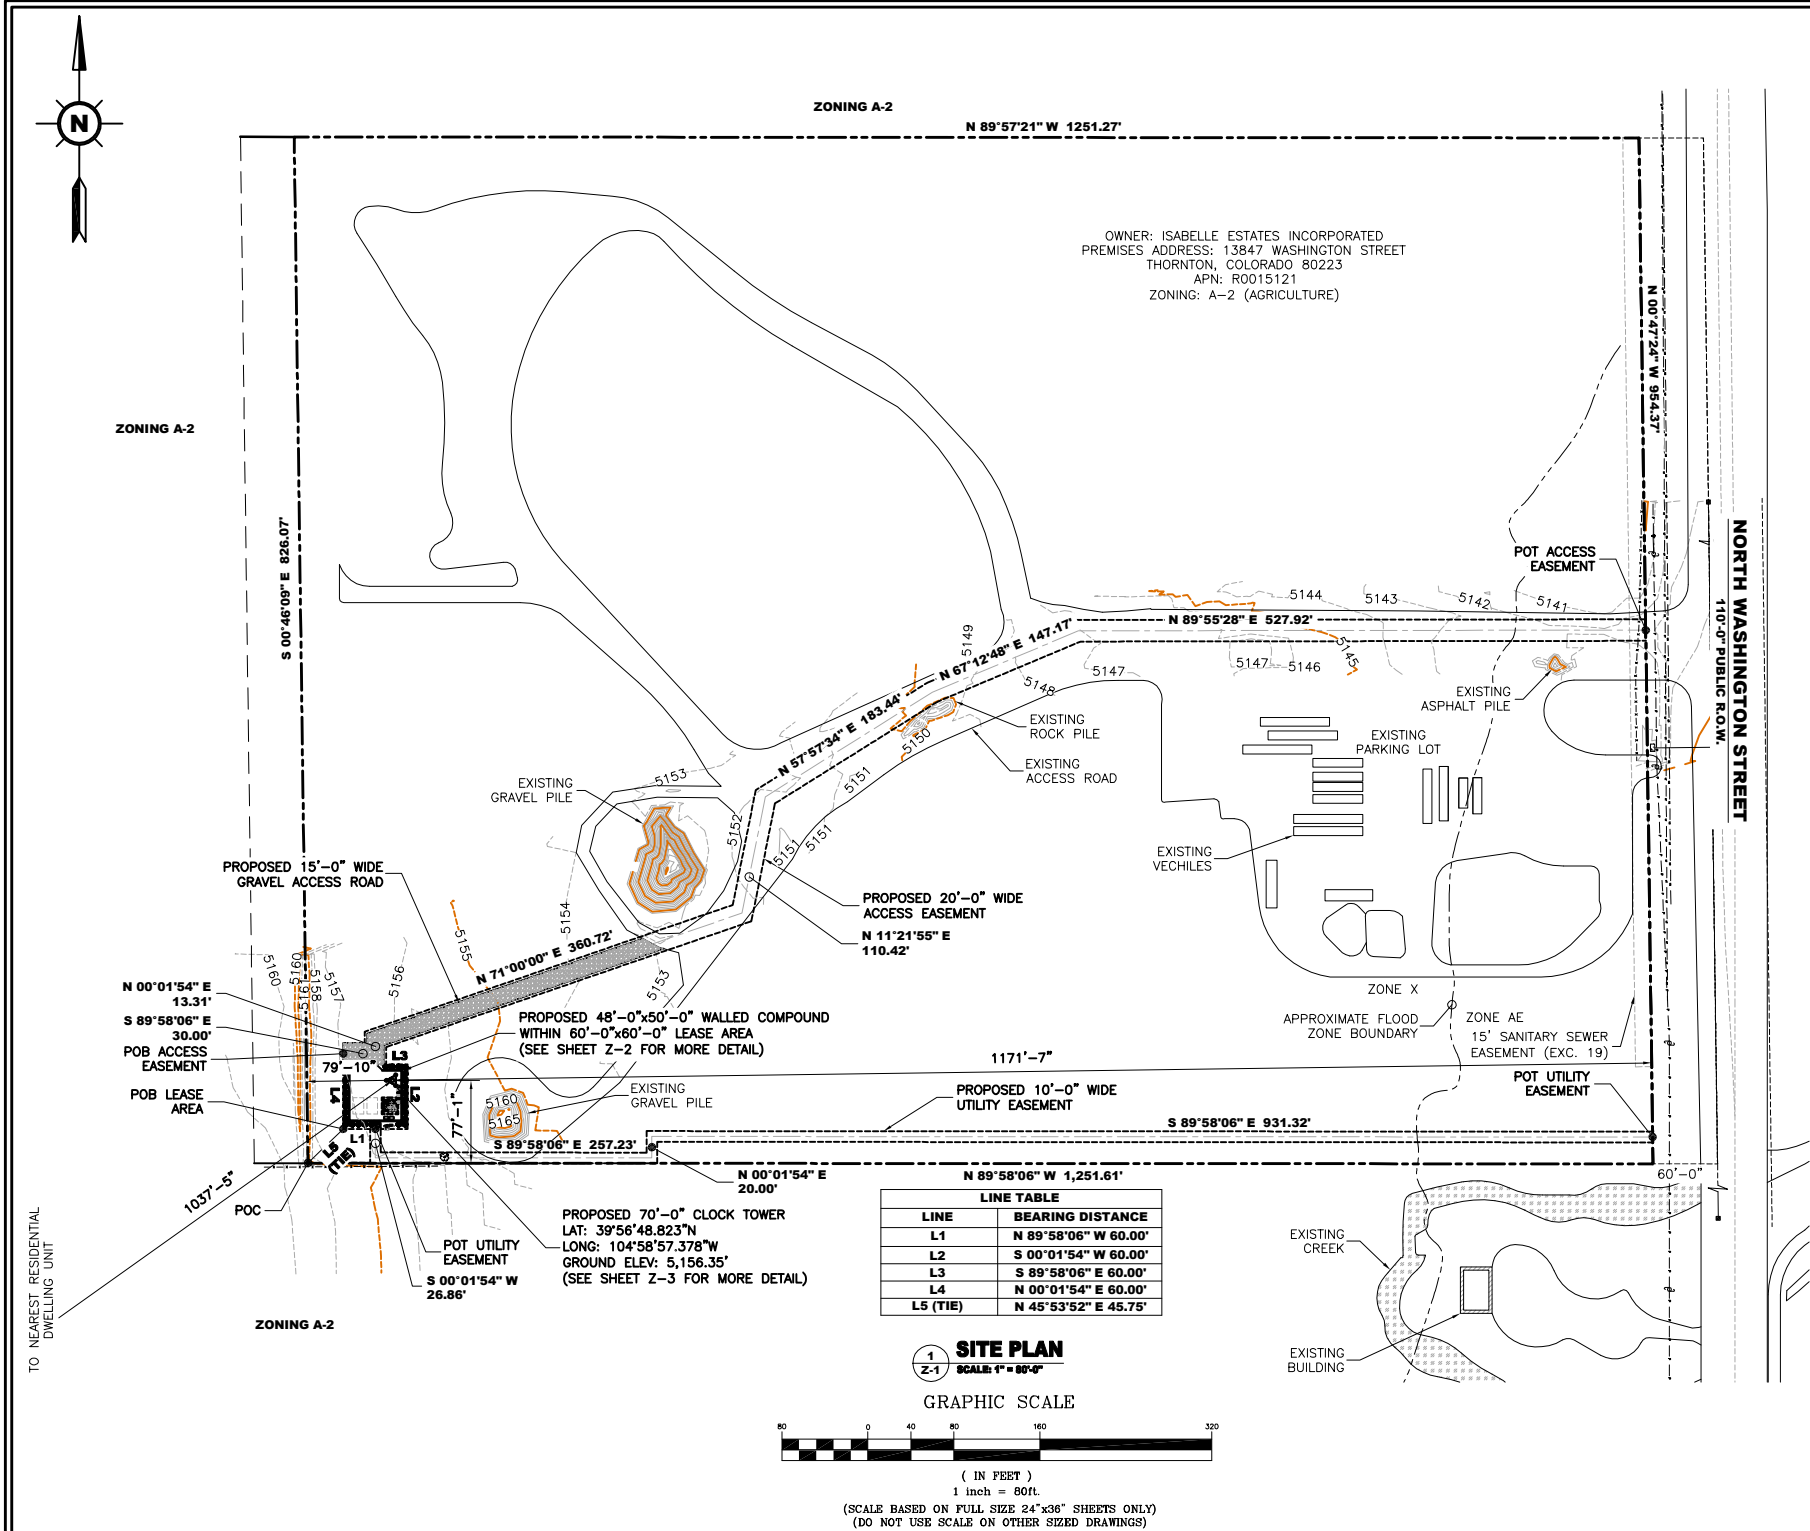 ZONING A-2
N 89°57'21" W 1251.27'
N
OWNER: ISABELLE ESTATES INCORPORATED
PREMISES ADDRESS: 13847 WASHINGTON STREET
THORNTON, COLORADO 80223
APN: R0015121
ZONING: A-2 (AGRICULTURE)
N 00°47'24" W 954.37'
ZONING A-2
S 00°46'09" E 826.07'
NORTH WASHINGTON STREET
110'-0" PUBLIC R.O.W.
POT ACCESS
EASEMENT
5144
5143
5142
5141
N 89°55'28" E 527.92'
5149
N 67°12'48" E 147.17'
5147
5146
5145
5147
5148
EXISTING
ASPHALT PILE
N 57°57'34" E 183.44'
EXISTING
ROCK PILE
5150
EXISTING
PARKING LOT
EXISTING
ACCESS ROAD
5153
5151
EXISTING
GRAVEL PILE
5152
5151
5151
EXISTING
VECHILES
PROPOSED 15'-0" WIDE
GRAVEL ACCESS ROAD
PROPOSED 20'-0" WIDE
ACCESS EASEMENT
5154
N 11°21'55" E
110.42'
5155
N 71°00'00" E 360.72'
5160
5160
5161
5158
5157
5156
5153
N 00°01'54" E
13.31'
S 89°58'06" E
30.00'
POB ACCESS
EASEMENT
PROPOSED 48'-0"x50'-0" WALLED COMPOUND
WITHIN 60'-0"x60'-0" LEASE AREA
(SEE SHEET Z-2 FOR MORE DETAIL)
ZONE X
APPROXIMATE FLOOD
ZONE BOUNDARY
ZONE AE
15' SANITARY SEWER
EASEMENT (EXC. 19)
L3
79'-10"
1171'-7"
POB LEASE
AREA
L4
L2
77'-1"
5160
5165
EXISTING
GRAVEL PILE
PROPOSED 10'-0" WIDE
UTILITY EASEMENT
POT UTILITY
EASEMENT
L1
L5
(TIE)
S 89°58'06" E 257.23'
S 89°58'06" E 931.32'
1037'-5"
POC
N 00°01'54" E
20.00'
N 89°58'06" W 1,251.61'
60'-0"
TO NEAREST RESIDENTIAL
DWELLING UNIT
POT UTILITY
EASEMENT
S 00°01'54" W
26.86'
PROPOSED 70'-0" CLOCK TOWER
LAT: 39°56'48.823"N
LONG: 104°58'57.378"W
GROUND ELEV: 5,156.35'
(SEE SHEET Z-3 FOR MORE DETAIL)
LINE TABLE
LINE BEARING DISTANCE
L1 N 89°58'06" W 60.00'
L2 S 00°01'54" W 60.00'
L3 S 89°58'06" E 60.00'
L4 N 00°01'54" E 60.00'
L5 (TIE) N 45°53'52" E 45.75'
EXISTING
CREEK
EXISTING
BUILDING
ZONING A-2
1
Z-1
SITE PLAN
SCALE: 1" = 80'-0"
GRAPHIC SCALE
80 0 40 80 160 320
( IN FEET )
1 inch = 80ft.
(SCALE BASED ON FULL SIZE 24"x36" SHEETS ONLY)
(DO NOT USE SCALE ON OTHER SIZED DRAWINGS)